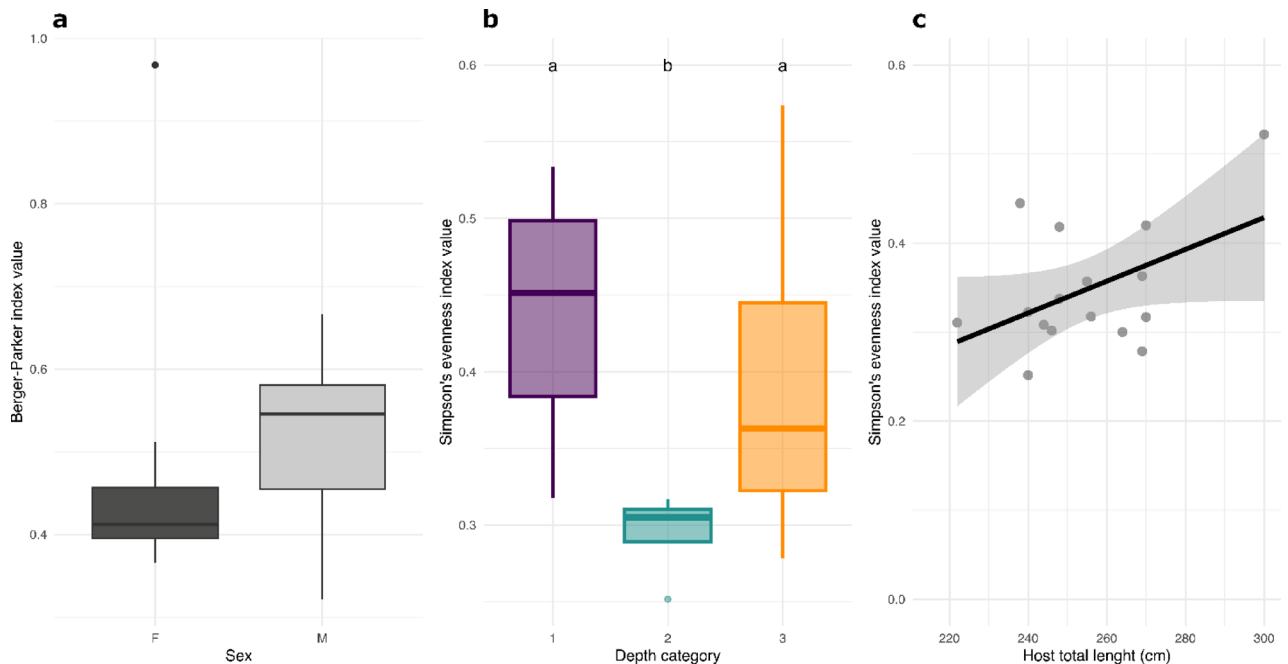 a
Berger-Parker index value
1.0
0.8
0.6
0.4
F
M
Sex
b
Simpson's evenness index value
0.6
0.5
0.4
0.3
a
b
a
1
2
3
Depth category
c
Simpson's evenness index value
0.6
0.4
0.2
0.0
220
240
260
280
300
Host total lenght (cm)